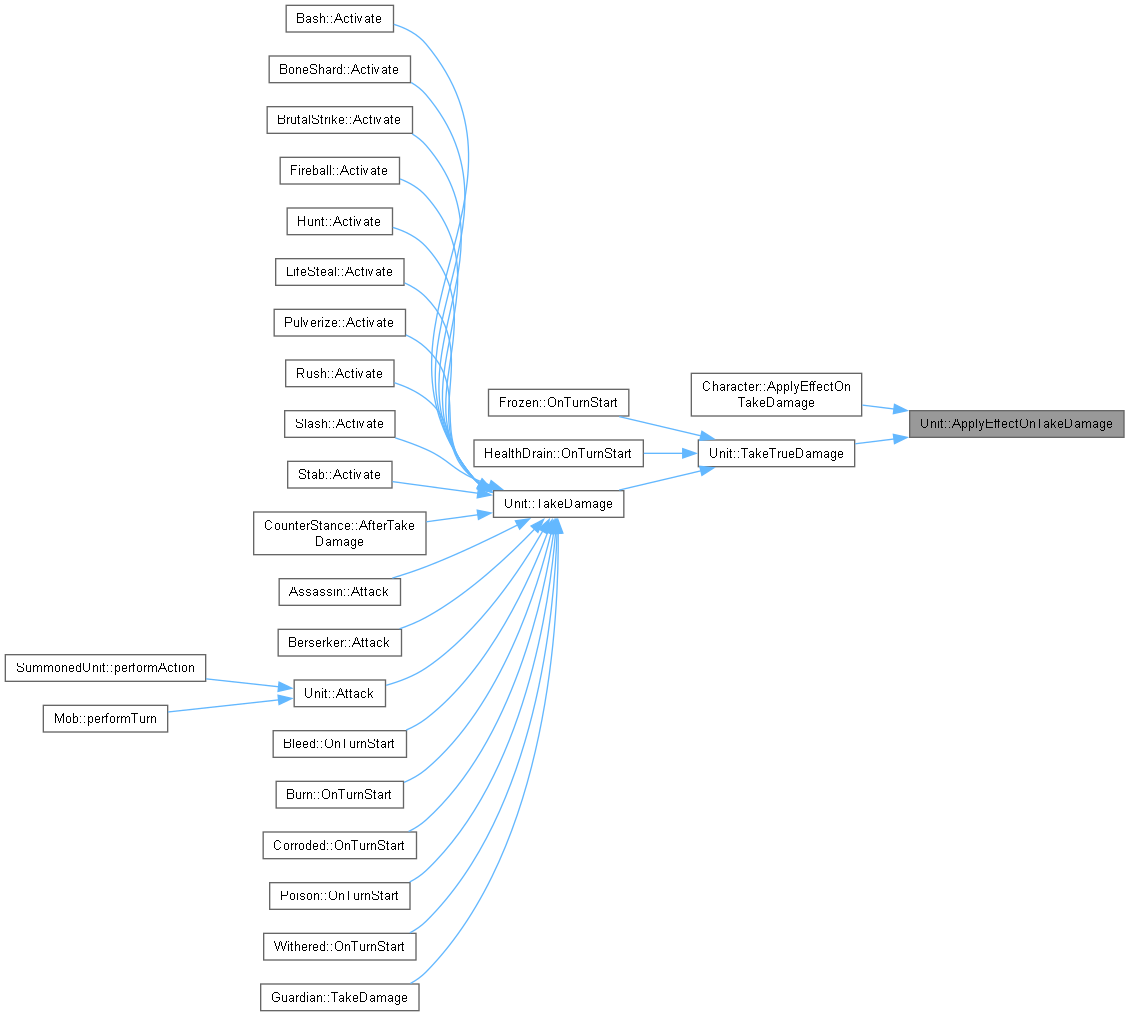 Bash::Activate
BoneShard::Activate
BrutalStrike::Activate
Fireball::Activate
Hunt::Activate
LifeSteal::Activate
Pulverize::Activate
Rush::Activate
Slash::Activate
Stab::Activate
CounterStance::AfterTake
Damage
Assassin::Attack
Berserker::Attack
SummonedUnit::performAction
Mob::performTurn
Unit::Attack
Bleed::OnTurnStart
Burn::OnTurnStart
Corroded::OnTurnStart
Poison::OnTurnStart
Withered::OnTurnStart
Guardian::TakeDamage
Frozen::OnTurnStart
HealthDrain::OnTurnStart
Unit::TakeDamage
Character::ApplyEffectOn
TakeDamage
Unit::TakeTrueDamage
Unit::ApplyEffectOnTakeDamage